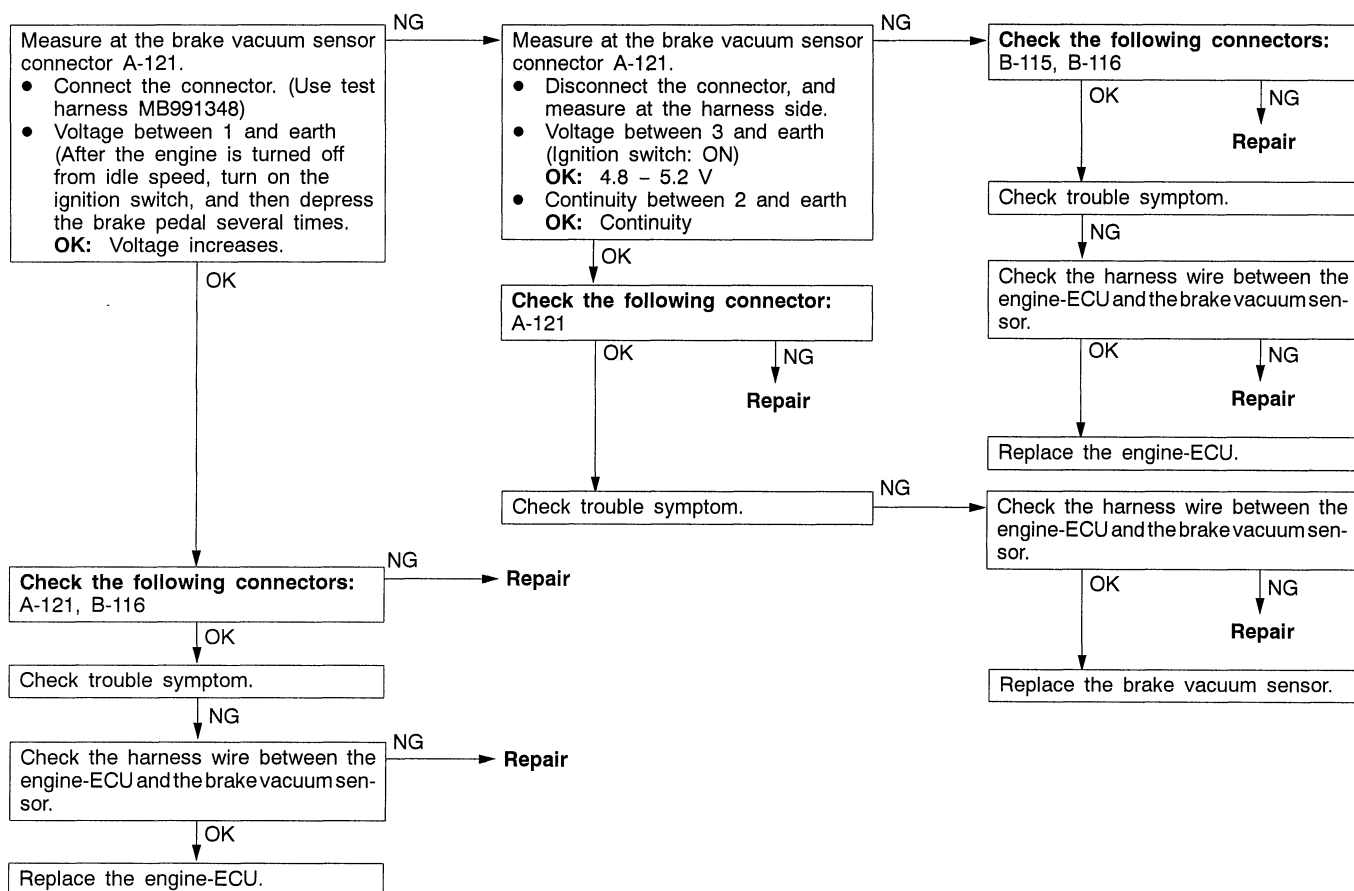 Measure at the brake vacuum sensor
connector A-121.
● Connect the connector. (Use test
harness MB991348)
● Voltage between 1 and earth
(After the engine is turned off
from idle speed, turn on the
ignition switch, and then depress
the brake pedal several times.
OK: Voltage increases.
NG
OK
Measure at the brake vacuum sensor
connector A-121.
● Disconnect the connector, and
measure at the harness side.
● Voltage between 3 and earth
(Ignition switch: ON)
OK: 4.8 – 5.2 V
● Continuity between 2 and earth
OK: Continuity
NG
OK
Check the following connectors:
B-115, B-116
OK
NG
Repair
Check trouble symptom.
NG
Check the harness wire between the
engine-ECU and the brake vacuum sen-
sor.
OK
NG
Repair
Replace the engine-ECU.
Check the following connector:
A-121
OK
NG
Repair
Check trouble symptom.
NG
Check the harness wire between the
engine-ECU and the brake vacuum sen-
sor.
OK
NG
Repair
Replace the brake vacuum sensor.
Check the following connectors:
A-121, B-116
NG
Repair
OK
Check trouble symptom.
NG
Check the harness wire between the
engine-ECU and the brake vacuum sen-
sor.
NG
Repair
OK
Replace the engine-ECU.